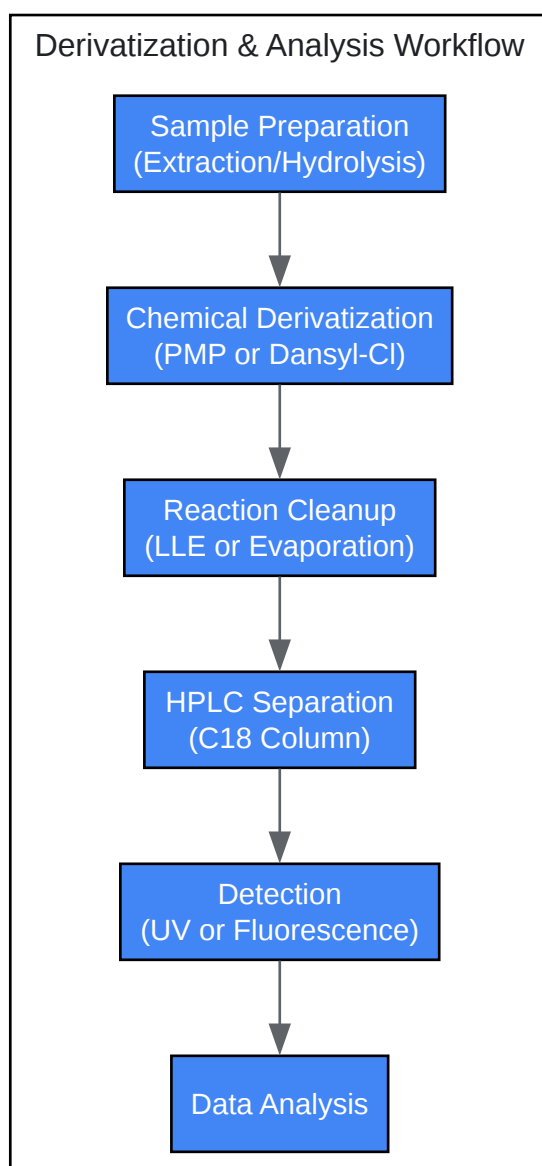 Derivatization & Analysis Workflow
Sample Preparation
(Extraction/Hydrolysis)
Chemical Derivatization
(PMP or Dansyl-Cl)
Reaction Cleanup
(LLE or Evaporation)
HPLC Separation
(C18 Column)
Detection
(UV or Fluorescence)
Data Analysis